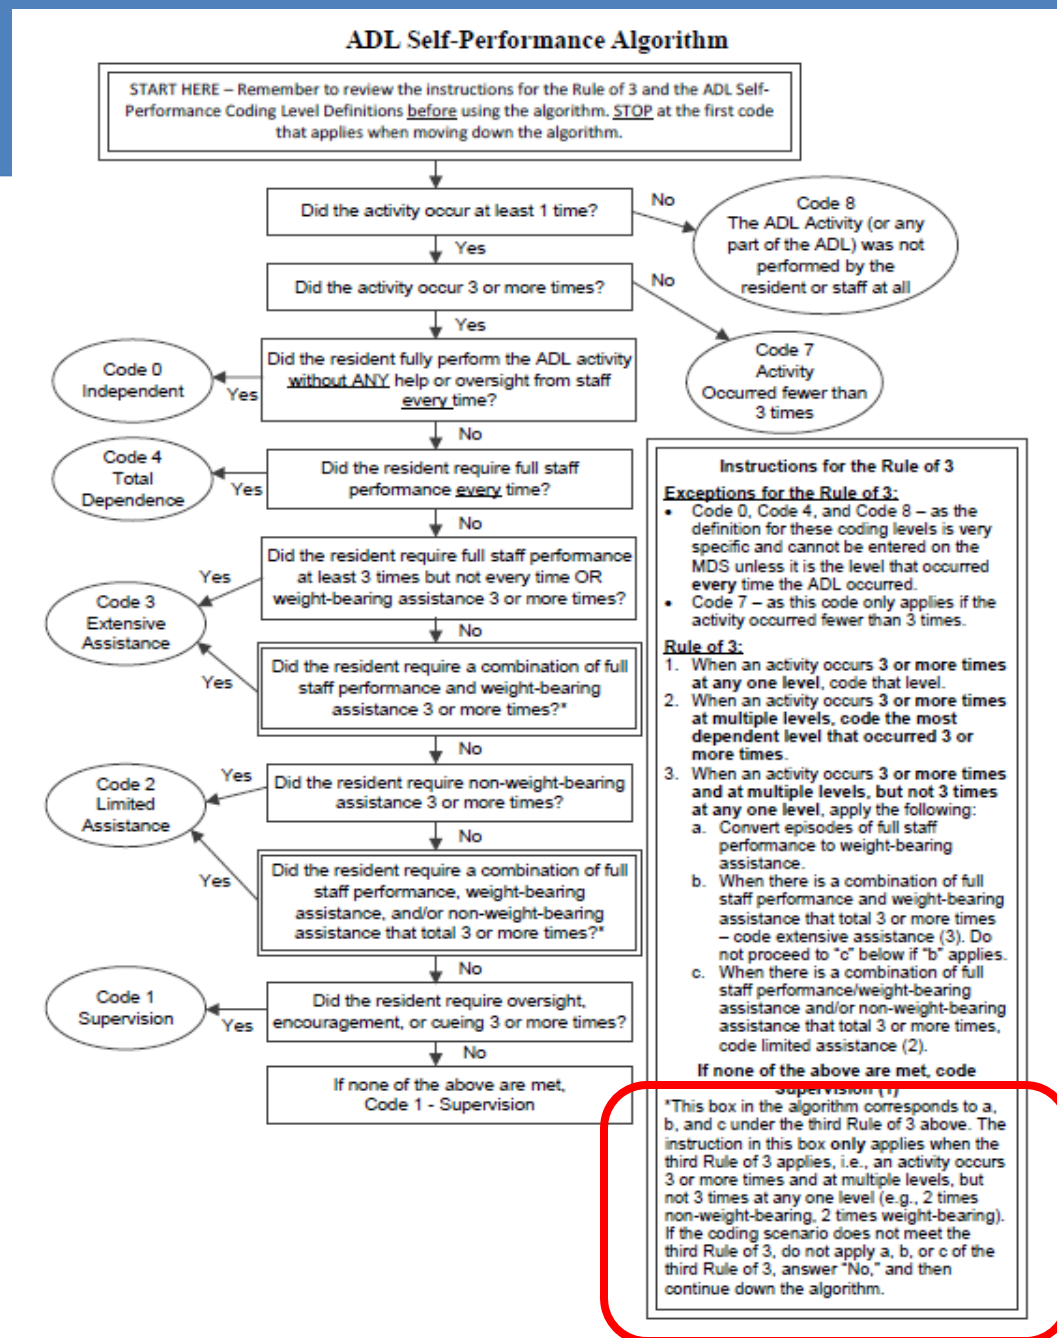 ADL Self-Performance Algorithm
START HERE – Remember to review the instructions for the Rule of 3 and the ADL Self-
Performance Coding Level Definitions before using the algorithm. STOP at the first code
that applies when moving down the algorithm.
Did the activity occur at least 1 time?
No
Code 8
The ADL Activity (or any
part of the ADL) was not
performed by the
resident or staff at all
Yes
Did the activity occur 3 or more times?
No
Code 7
Activity
Occurred fewer than
3 times
Yes
Did the resident fully perform the ADL activity
without ANY help or oversight from staff
every time?
Yes
Code 0
Independent
No
Did the resident require full staff
performance every time?
Yes
Code 4
Total
Dependence
No
Did the resident require full staff performance
at least 3 times but not every time OR
weight-bearing assistance 3 or more times?
Yes
Code 3
Extensive
Assistance
No
Did the resident require a combination of full
staff performance and weight-bearing
assistance 3 or more times?*
Yes
No
Did the resident require non-weight-bearing
assistance 3 or more times?
Yes
Code 2
Limited
Assistance
No
Did the resident require a combination of full
staff performance, weight-bearing
assistance, and/or non-weight-bearing
assistance that total 3 or more times?*
Yes
No
Did the resident require oversight,
encouragement, or cueing 3 or more times?
Yes
Code 1
Supervision
No
If none of the above are met,
Code 1 - Supervision
Instructions for the Rule of 3
Exceptions for the Rule of 3:
• Code 0, Code 4, and Code 8 – as the
definition for these coding levels is very
specific and cannot be entered on the
MDS unless it is the level that occurred
every time the ADL occurred.
• Code 7 – as this code only applies if the
activity occurred fewer than 3 times.
Rule of 3:
1. When an activity occurs 3 or more times
at any one level, code that level.
2. When an activity occurs 3 or more times
at multiple levels, code the most
dependent level that occurred 3 or
more times.
3. When an activity occurs 3 or more times
and at multiple levels, but not 3 times
at any one level, apply the following:
a. Convert episodes of full staff
performance to weight-bearing
assistance.
b. When there is a combination of full
staff performance and weight-bearing
assistance that total 3 or more times
– code extensive assistance (3). Do
not proceed to "c" below if "b" applies.
c. When there is a combination of full
staff performance/weight-bearing
assistance and/or non-weight-bearing
assistance that total 3 or more times,
code limited assistance (2).
If none of the above are met, code
Supervision (1)
*This box in the algorithm corresponds to a,
b, and c under the third Rule of 3 above. The
instruction in this box only applies when the
third Rule of 3 applies, i.e., an activity occurs
3 or more times and at multiple levels, but
not 3 times at any one level (e.g., 2 times
non-weight-bearing, 2 times weight-bearing).
If the coding scenario does not meet the
third Rule of 3, do not apply a, b, or c of the
third Rule of 3, answer "No," and then
continue down the algorithm.